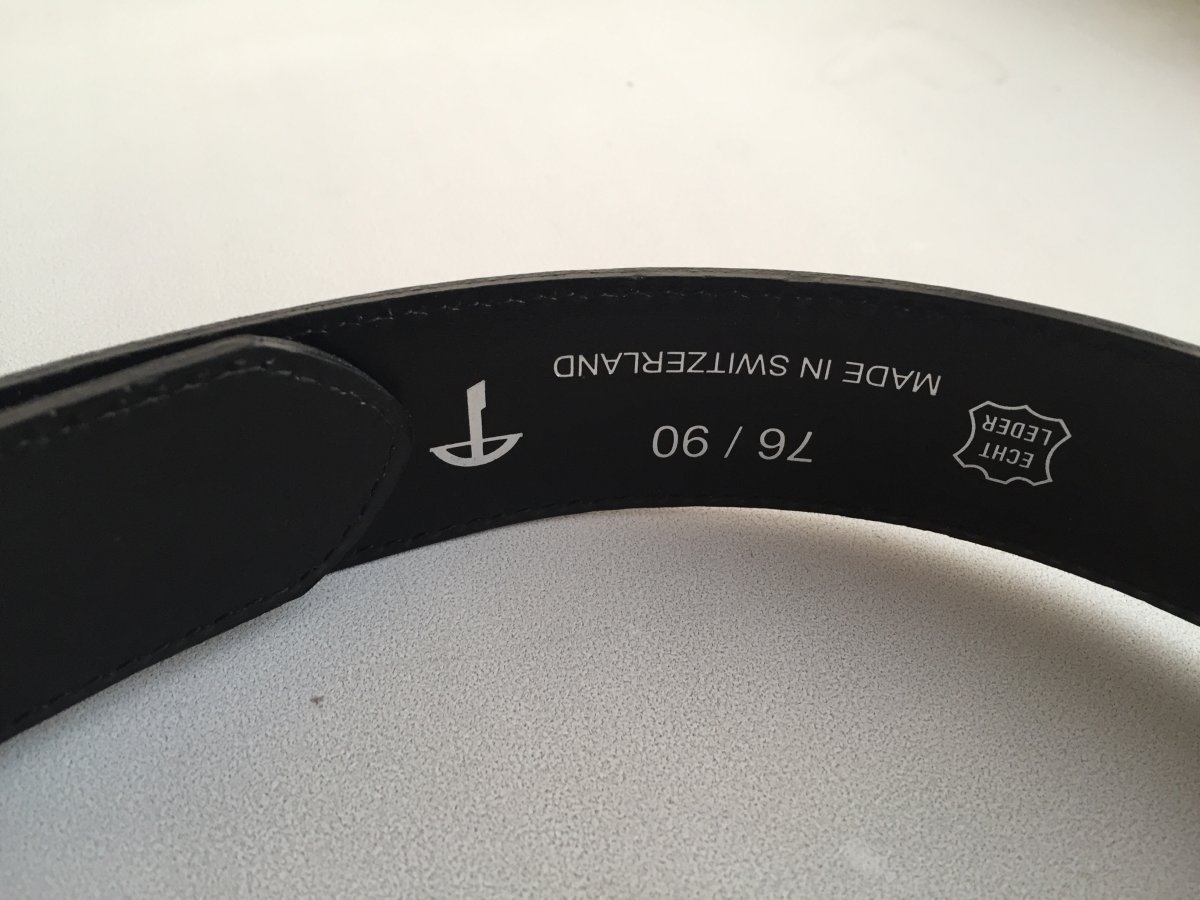 ECHT
LEDER
76 / 90
MADE IN SWITZERLAND